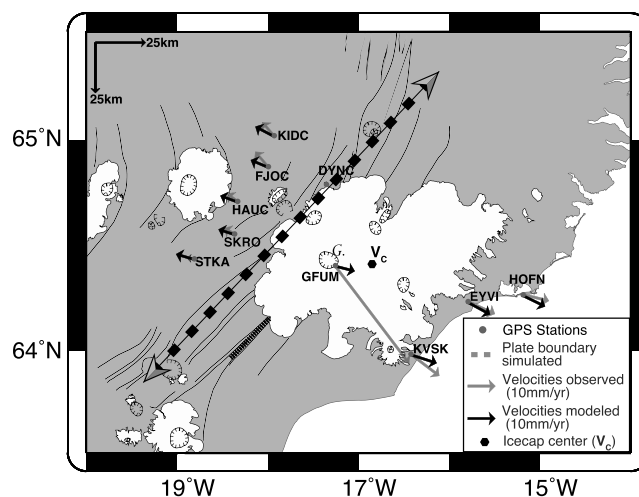 25km
25km
KIDC
65°N
FJOC
DYNC
HAUC
SKRO
G.
Vc
STKA
GFUM
HOFN
EYVI
KVSK
64°N
GPS Stations
Plate boundary
simulated
Velocities observed
(10mm/yr)
Velocities modeled
(10mm/yr)
Icecap center (Vc)
19°W
17°W
15°W